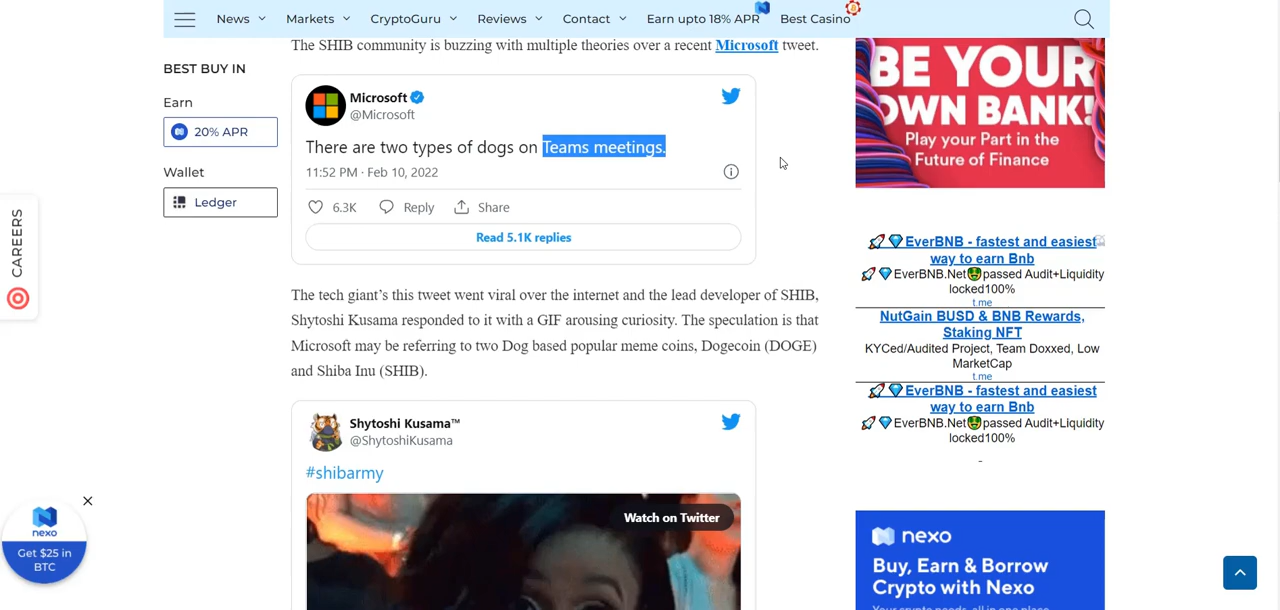 News
Markets
CryptoGuru
Reviews
Contact
Earn upto 18% APR
Best Casino
BEST BUY IN
Earn
20% APR
Wallet
Ledger
CAREERS
nexo
Get $25 in
BTC
The SHIB community is buzzing with multiple theories over a recent Microsoft tweet.
Microsoft
@Microsoft
There are two types of dogs on Teams meetings.
11:52 PM · Feb 10, 2022
6.3K Reply Share
Read 5.1K replies
The tech giant’s this tweet went viral over the internet and the lead developer of SHIB,
Shytoshi Kusama responded to it with a GIF arousing curiosity. The speculation is that
Microsoft may be referring to two Dog based popular meme coins, Dogecoin (DOGE)
and Shiba Inu (SHIB).
Shytoshi Kusama™
@ShytoshiKusama
#shibarmy
Watch on Twitter
BE YOUR
OWN BANK!
Play your Part in the
Future of Finance
🚀💎EverBNB - fastest and easiest
way to earn Bnb
🚀💎EverBNB.Net🤑passed Audit+Liquidity
locked100%
t.me
NutGain BUSD & BNB Rewards,
Staking NFT
KYCed/Audited Project, Team Doxxed, Low
MarketCap
t.me
🚀💎EverBNB - fastest and easiest
way to earn Bnb
🚀💎EverBNB.Net🤑passed Audit+Liquidity
locked100%
nexo
Buy, Earn & Borrow
Crypto with Nexo
Your crypto needs, all in one place